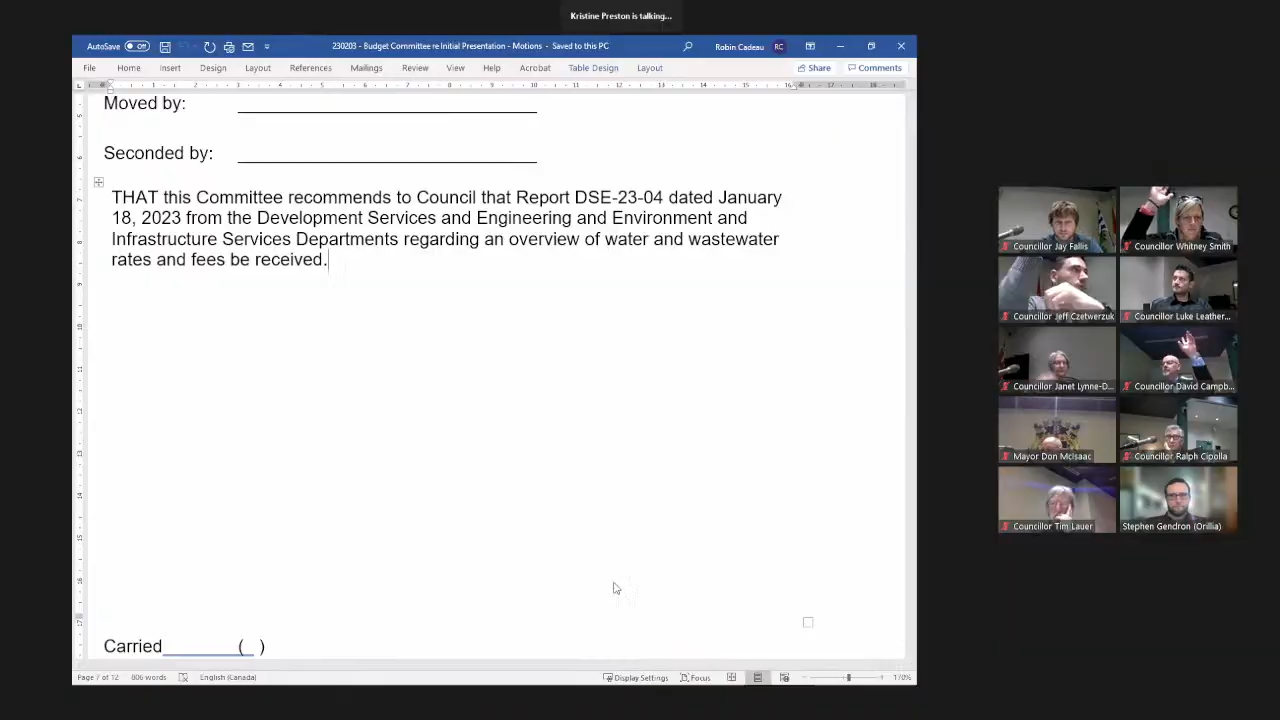 Kristine Preston is talking...
AutoSave Off
230203 - Budget Committee re Initial Presentation - Motions - Saved to this PC
Robin Cadeau RC
File Home Insert Design Layout References Mailings Review View Help Acrobat Table Design Layout Share Comments
Moved by:
Seconded by:
THAT this Committee recommends to Council that Report DSE-23-04 dated January
18, 2023 from the Development Services and Engineering and Environment and
Infrastructure Services Departments regarding an overview of water and wastewater
rates and fees be received.
Carried ( )
Page 7 of 12 806 words English (Canada) Display Settings Focus 170%
Councillor Jay Fallis
Councillor Whitney Smith
Councillor Jeff Czetwerzuk
Councillor Luke Leather...
Councillor Janet Lynne-D...
Councillor David Campb...
Mayor Don McIsaac
Councillor Ralph Cipolla
Councillor Tim Lauer
Stephen Gendron (Orillia)